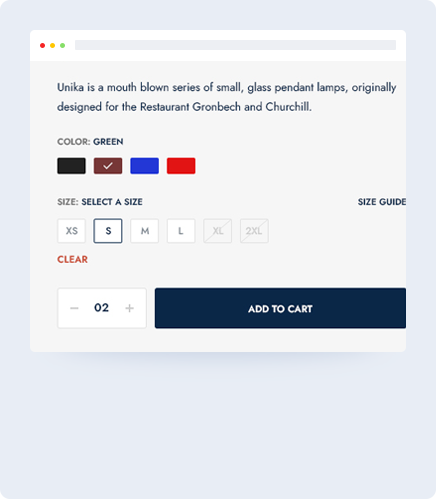 Unika is a mouth blown series of small, glass pendant lamps, originally
designed for the Restaurant Gronbech and Churchill.
COLOR: GREEN
SIZE: SELECT A SIZE SIZE GUIDE
XS S M L XL 2XL
CLEAR
− 02 + ADD TO CART